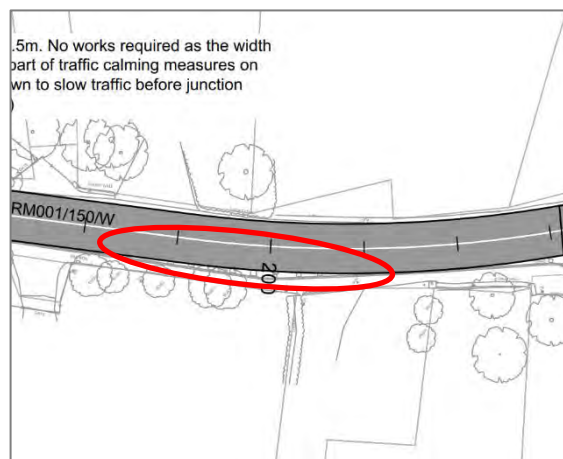 .5m. No works required as the width
part of traffic calming measures on
wn to slow traffic before junction
)
RM001/150/W
200